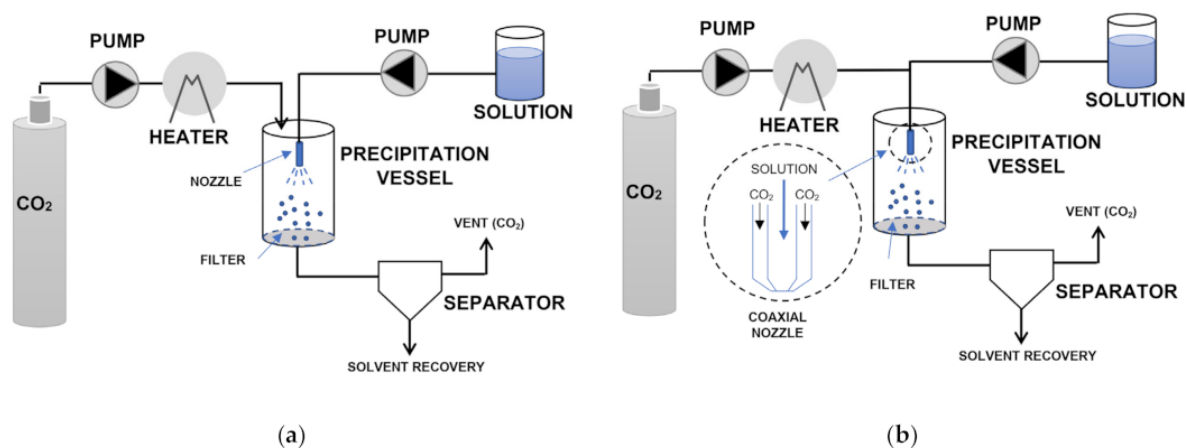 PUMP
PUMP
SOLUTION
HEATER
PRECIPITATION
VESSEL
NOZZLE
CO₂
VENT (CO₂)
FILTER
SEPARATOR
SOLVENT RECOVERY
(a)
PUMP
PUMP
SOLUTION
HEATER
PRECIPITATION
VESSEL
SOLUTION
CO₂ CO₂
CO₂
VENT (CO₂)
FILTER
SEPARATOR
COAXIAL
NOZZLE
SOLVENT RECOVERY
(b)